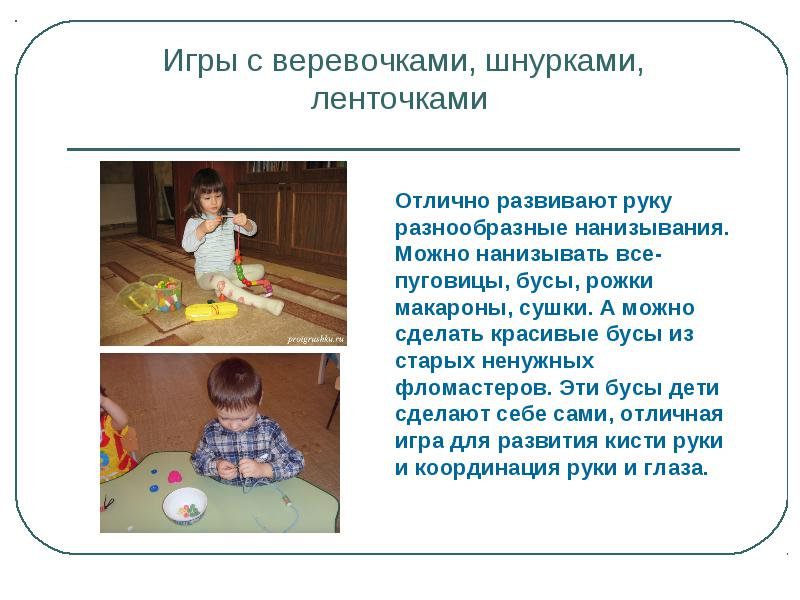 Игры с веревочками, шнурками,
ленточками
Отлично развивают руку
разнообразные нанизывания.
Можно нанизывать все-
пуговицы, бусы, рожки
макароны, сушки. А можно
сделать красивые бусы из
старых ненужных
фломастеров. Эти бусы дети
сделают себе сами, отличная
игра для развития кисти руки
и координация руки и глаза.
proigrushku.ru